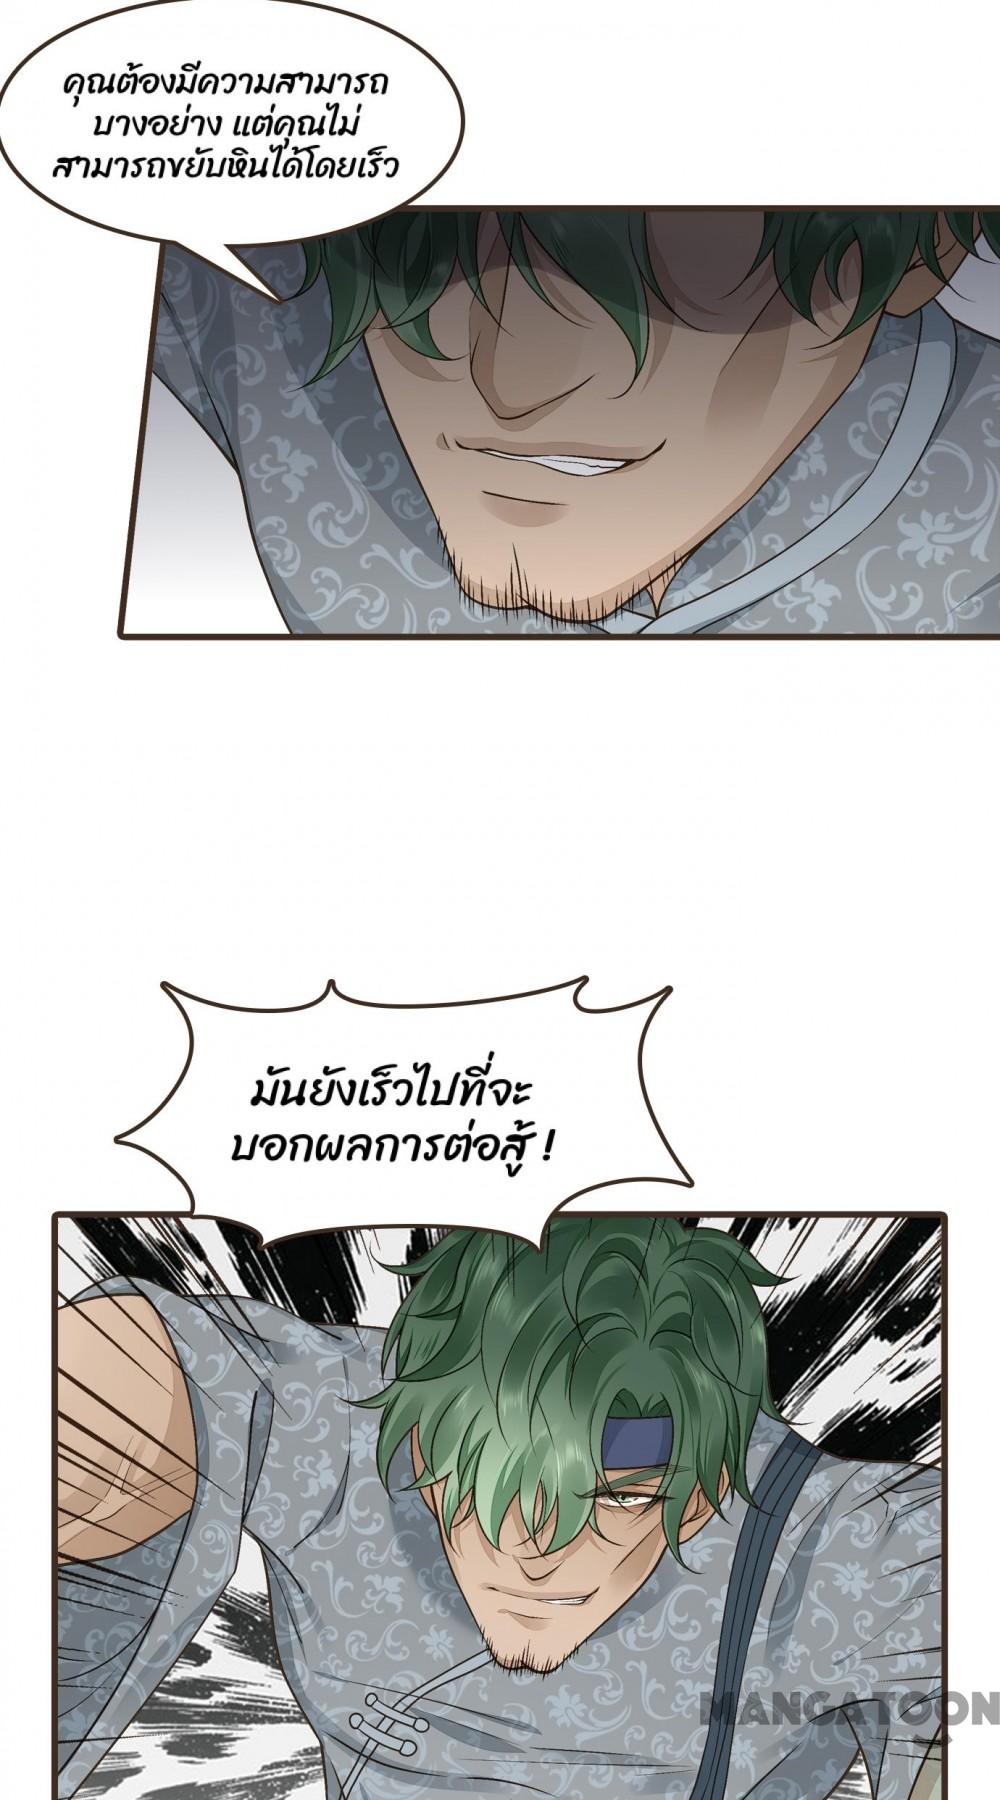 คุณต้องมีความสามารถ
บางอย่าง แต่คุณไม่
สามารถขยับหินได้โดยเร็ว
มันยังเร็วไปที่จะ
บอกผลการต่อสู้ !
MANGATOON